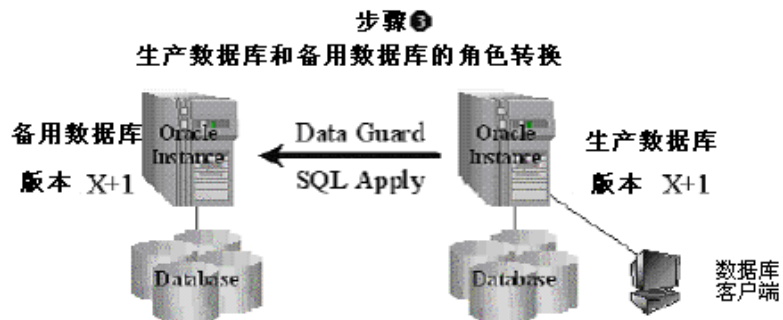 步骤❸
生产数据库和备用数据库的角色转换
备用数据库
版本 X+1
Oracle
Instance
Data Guard
SQL Apply
Oracle
Instance
生产数据库
版本 X+1
Database
Database
数据库
客户端